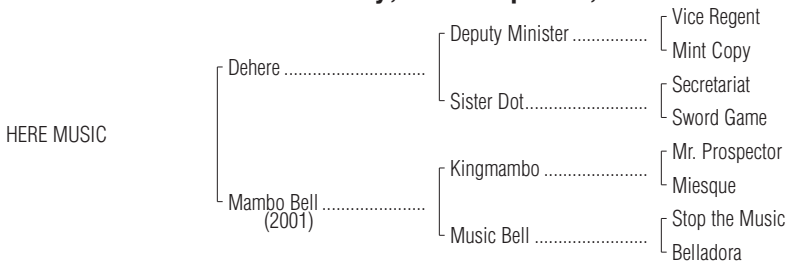 Vice Regent
Deputy Minister ................
Mint Copy
Dehere .............................
Secretariat
Sister Dot.........................
Sword Game
HERE MUSIC
Mr. Prospector
Kingmambo .....................
Miesque
Mambo Bell .....................
(2001)
Stop the Music
Music Bell .......................
Belladora